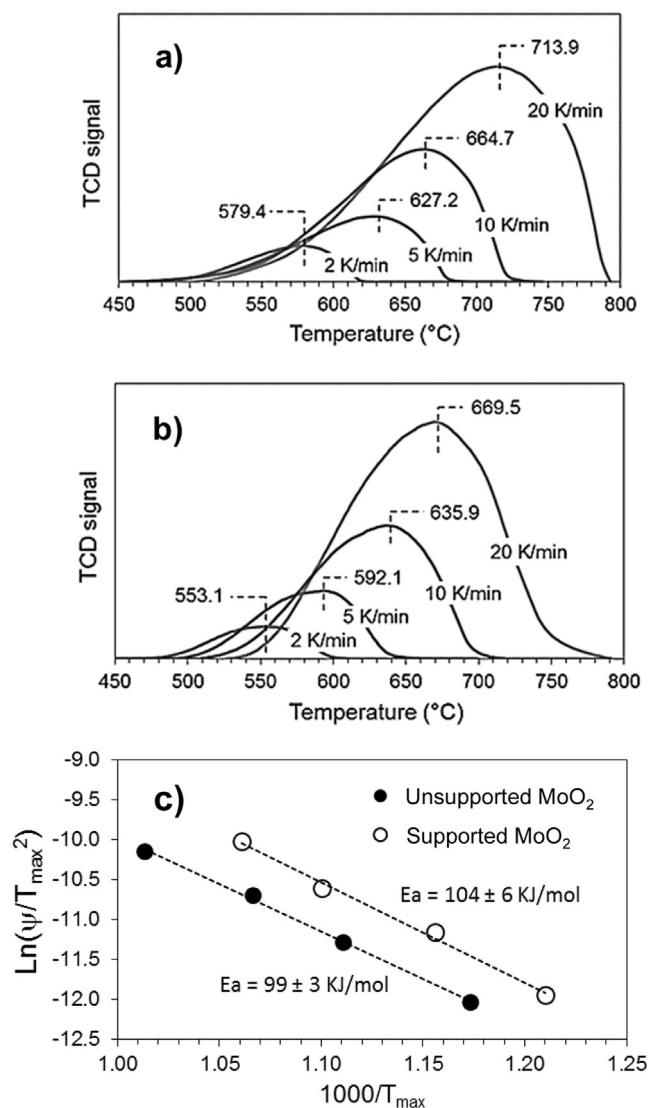 a)
713.9
20 K/min
664.7
10 K/min
627.2
579.4
5 K/min
2 K/min
TCD signal
450 500 550 600 650 700 750 800
Temperature (°C)
b)
669.5
635.9
20 K/min
592.1
10 K/min
553.1
5 K/min
2 K/min
TCD signal
450 500 550 600 650 700 750 800
Temperature (°C)
c)
Unsupported MoO₂
Supported MoO₂
Ea = 104 ± 6 KJ/mol
Ea = 99 ± 3 KJ/mol
Ln(ψ/Tₘₐₓ²)
-9.0
-9.5
-10.0
-10.5
-11.0
-11.5
-12.0
-12.5
1.00 1.05 1.10 1.15 1.20 1.25
1000/Tₘₐₓ